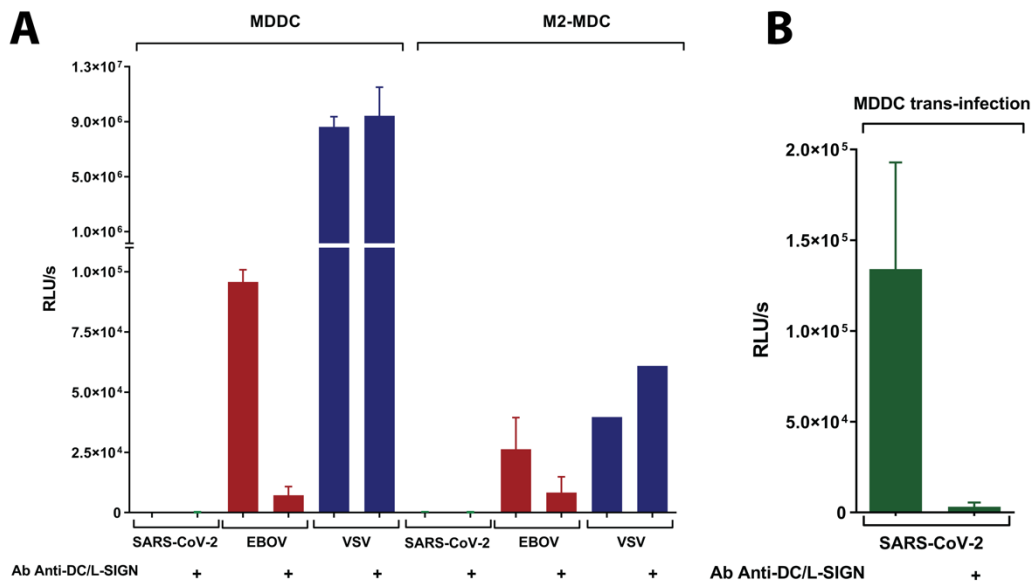 A
MDDC
M2-MDC
RLU/s
1.3×10⁷
9.0×10⁶
6.0×10⁶
1.0×10⁶
1.0×10⁵
7.5×10⁴
5.0×10⁴
2.5×10⁴
0
SARS-CoV-2 EBOV VSV SARS-CoV-2 EBOV VSV
Ab Anti-DC/L-SIGN + + + + + +
B
MDDC trans-infection
RLU/s
2.0×10⁵
1.5×10⁵
1.0×10⁵
5.0×10⁴
0
SARS-CoV-2
Ab Anti-DC/L-SIGN +